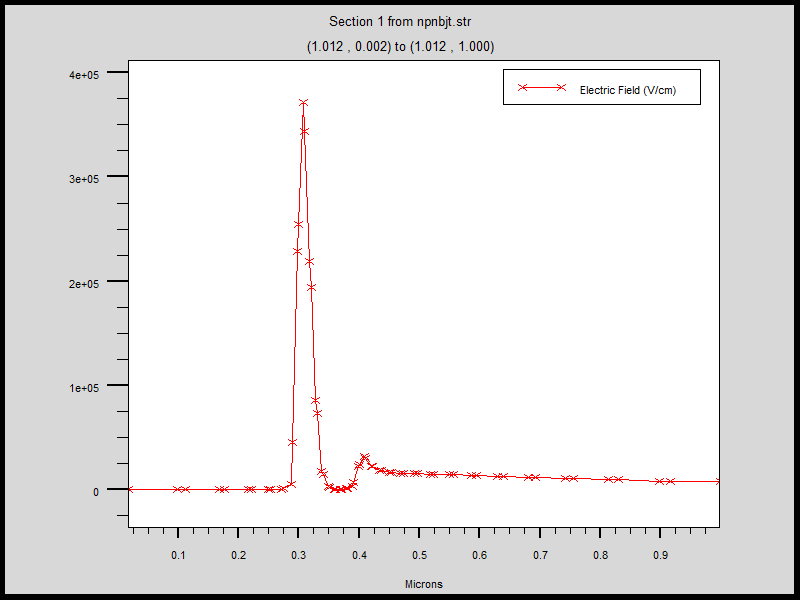 Section 1 from npnbjt.str
(1.012 , 0.002) to (1.012 , 1.000)
Electric Field (V/cm)
4e+05
3e+05
2e+05
1e+05
0
0.1 0.2 0.3 0.4 0.5 0.6 0.7 0.8 0.9
Microns